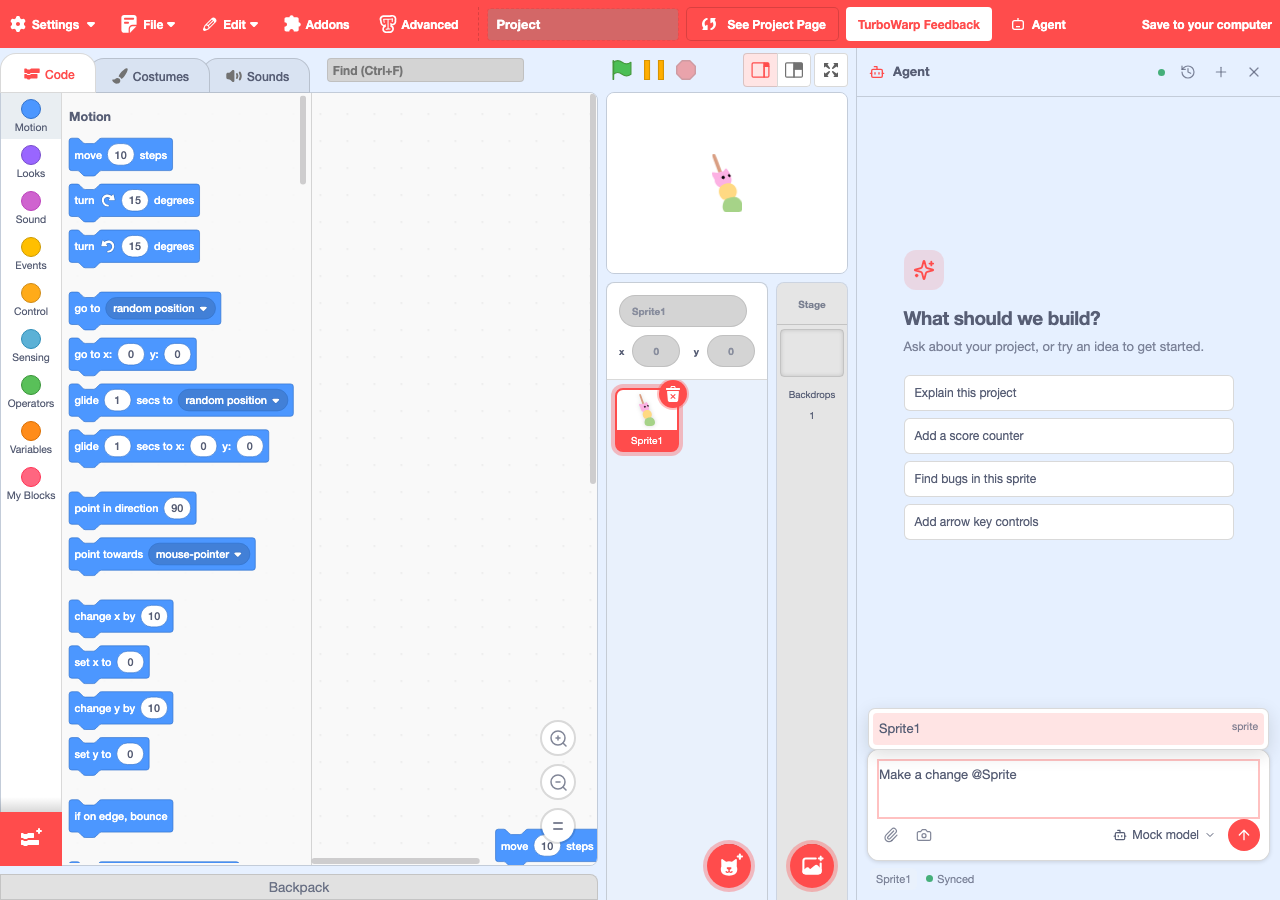 Settings File Edit Addons Advanced Project See Project Page TurboWarp Feedback Agent Save to your computer
Code Costumes Sounds
Find (Ctrl+F)
Motion
Looks
Sound
Events
Control
Sensing
Operators
Variables
My Blocks
Motion
move 10 steps
turn 15 degrees
turn 15 degrees
go to random position
go to x: 0 y: 0
glide 1 secs to random position
glide 1 secs to x: 0 y: 0
point in direction 90
point towards mouse-pointer
change x by 10
set x to 0
change y by 10
set y to 0
if on edge, bounce
move 10 steps
Backpack
Sprite1
x 0 y 0
Sprite1
Stage
Backdrops
1
Agent
What should we build?
Ask about your project, or try an idea to get started.
Explain this project
Add a score counter
Find bugs in this sprite
Add arrow key controls
Sprite1 sprite
Make a change @Sprite
Mock model
Sprite1 Synced